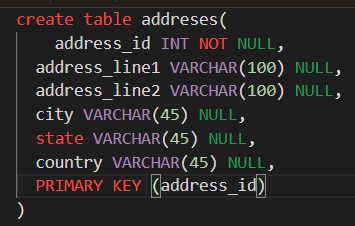 create table addreses(
    address_id INT NOT NULL,
  address_line1 VARCHAR(100) NULL,
  address_line2 VARCHAR(100) NULL,
  city VARCHAR(45) NULL,
  state VARCHAR(45) NULL,
  country VARCHAR(45) NULL,
  PRIMARY KEY (address_id)
)